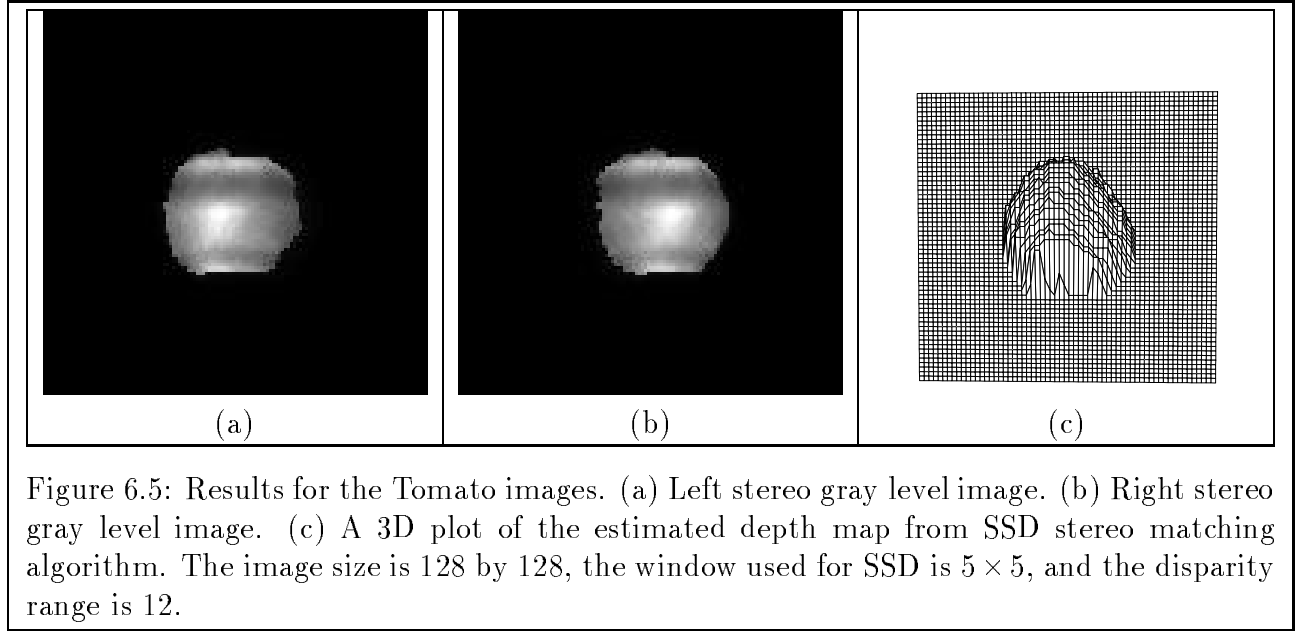 (a) (b) (c)
Figure 6.5: Results for the Tomato images. (a) Left stereo gray level image. (b) Right stereo
gray level image. (c) A 3D plot of the estimated depth map from SSD stereo matching
algorithm. The image size is 128 by 128, the window used for SSD is 5 × 5, and the disparity
range is 12.